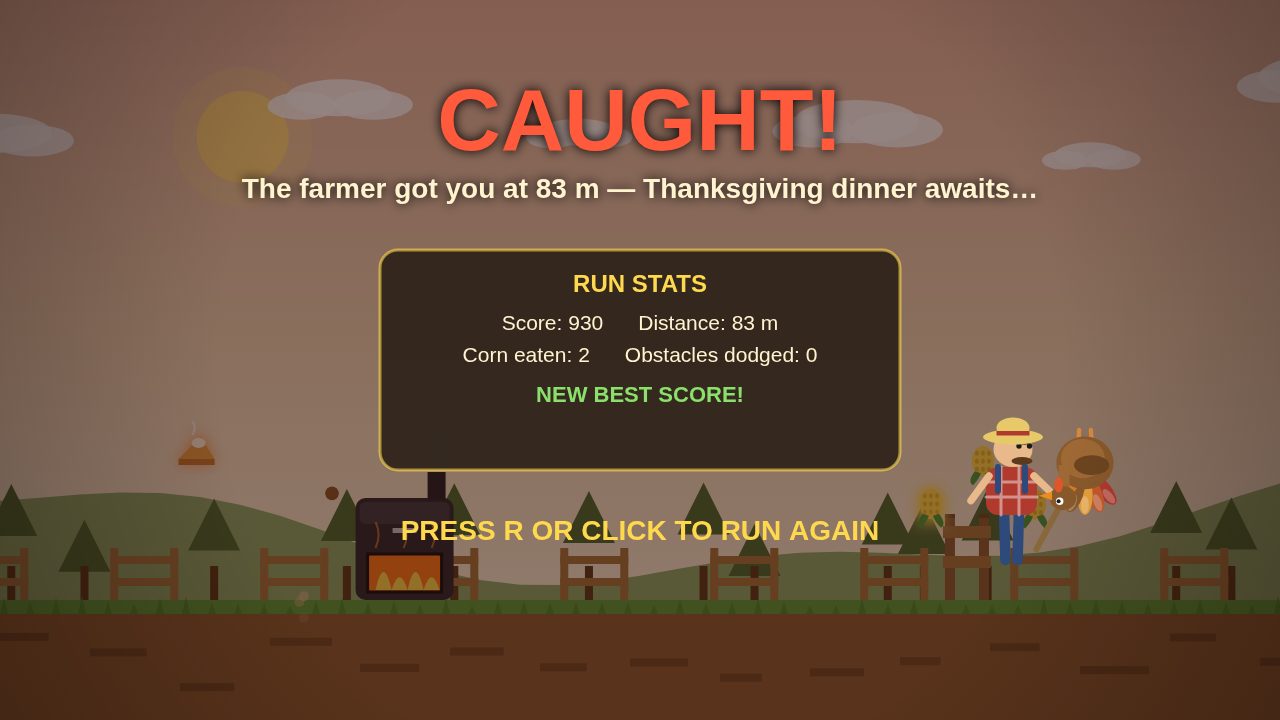 CAUGHT!
The farmer got you at 83 m — Thanksgiving dinner awaits…
RUN STATS
Score: 930 Distance: 83 m
Corn eaten: 2 Obstacles dodged: 0
NEW BEST SCORE!
PRESS R OR CLICK TO RUN AGAIN